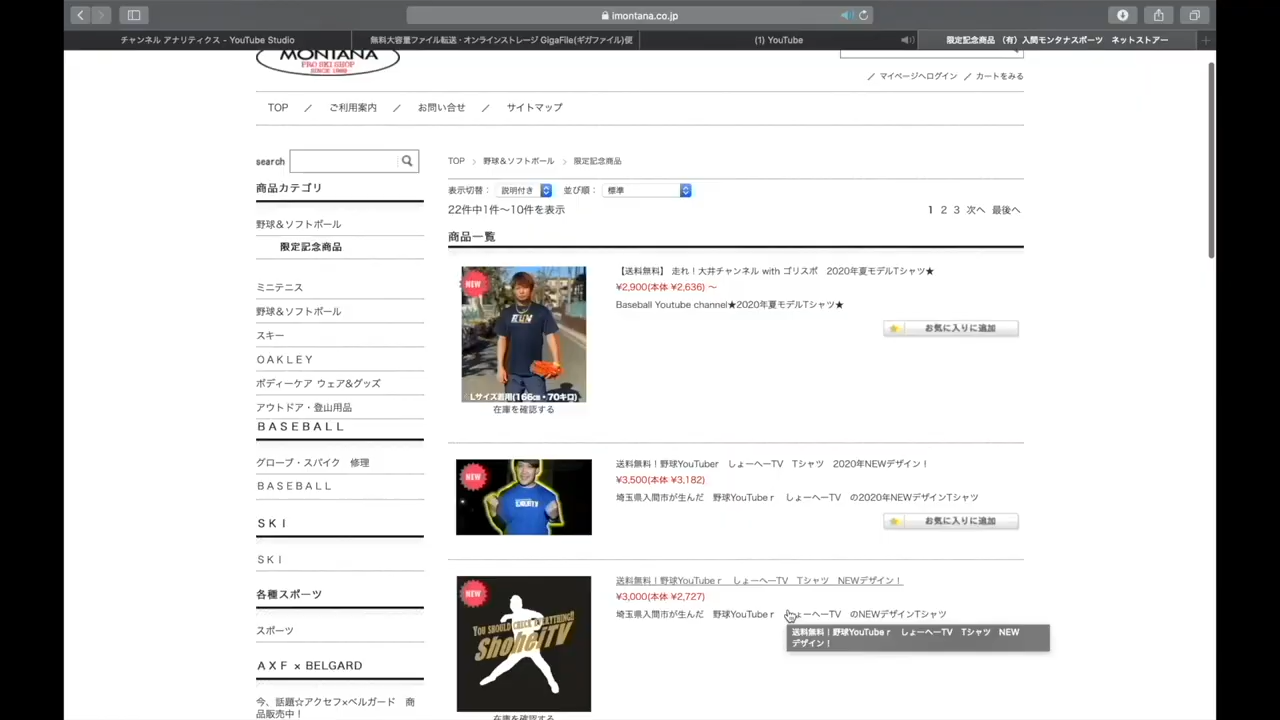 imontana.co.jp
チャンネル アナリティクス - YouTube Studio
無料大容量ファイル転送・オンラインストレージ GigaFile(ギガファイル)便
(1) YouTube
限定記念商品 （有）入間モンタナスポーツ　ネットストアー
MONTANA
PRO SKI SHOP
SINCE 1969
／ マイページへログイン ／ カートをみる
TOP ／ ご利用案内 ／ お問い合せ ／ サイトマップ
search
商品カテゴリ
野球＆ソフトボール
限定記念商品
ミニテニス
野球＆ソフトボール
スキー
ＯＡＫＬＥＹ
ボディーケア ウェア&グッズ
アウトドア・登山用品
ＢＡＳＥＢＡＬＬ
グローブ・スパイク　修理
ＢＡＳＥＢＡＬＬ
ＳＫＩ
ＳＫＩ
各種スポーツ
スポーツ
ＡＸＦ × BELGARD
今、話題☆アクセフ×ベルガード　商
品販売中！
TOP > 野球＆ソフトボール > 限定記念商品
表示切替： 説明付き 並び順： 標準
22件中1件～10件を表示
1 2 3 次へ 最後へ
商品一覧
NEW
Lサイズ着用(166㎝・70キロ)
在庫を確認する
【送料無料】 走れ！大井チャンネル with ゴリスポ　2020年夏モデルTシャツ★
¥2,900(本体 ¥2,636) ～
Baseball Youtube channel★2020年夏モデルTシャツ★
お気に入りに追加
NEW
送料無料！野球YouTuber　しょーへーTV　Tシャツ　2020年NEWデザイン！
¥3,500(本体 ¥3,182)
埼玉県入間市が生んだ　野球YouTubeｒ　しょーへーTV　の2020年NEWデザインTシャツ
お気に入りに追加
NEW
YOU SHOULD CHECK EVERYTHING!!
ShoheiTV
在庫を確認する
送料無料！野球YouTubeｒ　しょーへーTV　Tシャツ　NEWデザイン！
¥3,000(本体 ¥2,727)
埼玉県入間市が生んだ　野球YouTubeｒ　しょーへーTV　のNEWデザインTシャツ
送料無料！野球YouTubeｒ　しょーへーTV　Tシャツ　NEW
デザイン！